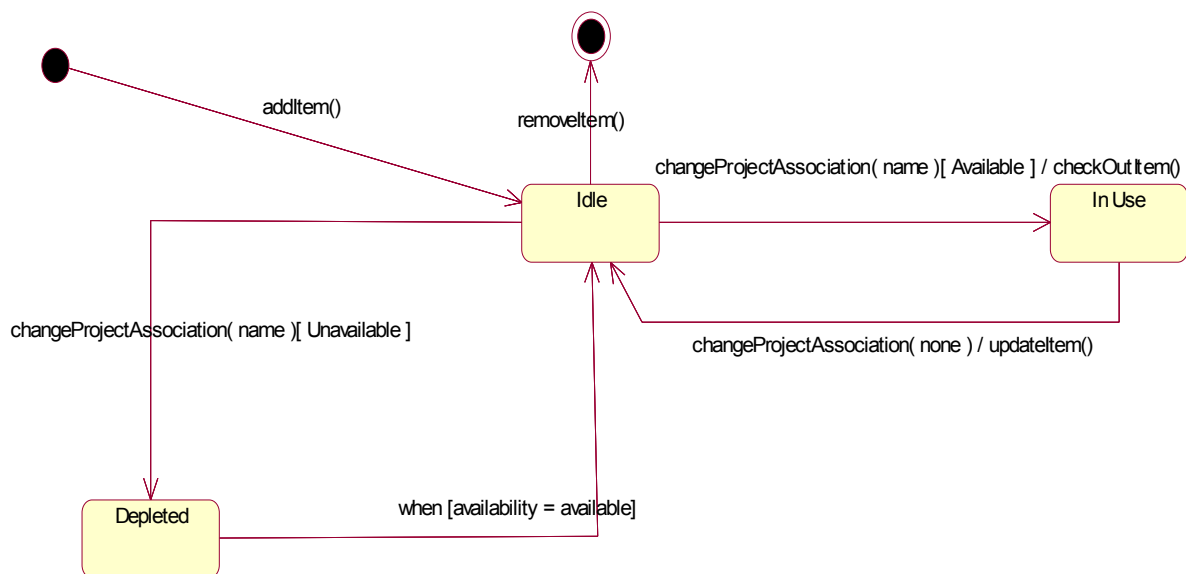 addItem()
removeItem()
changeProjectAssociation( name )[ Available ] / checkOutItem()
Idle
In Use
changeProjectAssociation( name )[ Unavailable ]
changeProjectAssociation( none ) / updateItem()
when [availability = available]
Depleted